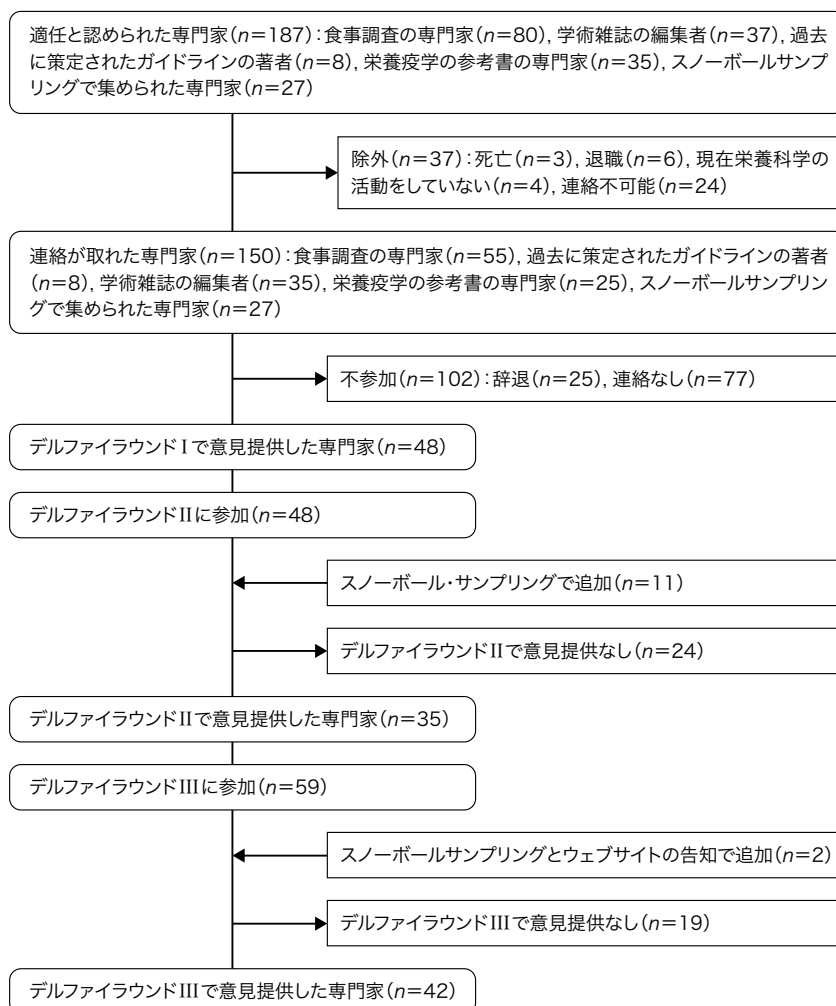 適任と認められた専門家(n=187):食事調査の専門家(n=80),学術雑誌の編集者(n=37),過去
に策定されたガイドラインの著者(n=8),栄養疫学の参考書の専門家(n=35),スノーボールサンプ
リングで集められた専門家(n=27)
除外(n=37):死亡(n=3),退職(n=6),現在栄養科学の
活動をしていない(n=4),連絡不可能(n=24)
連絡が取れた専門家(n=150):食事調査の専門家(n=55),過去に策定されたガイドラインの著者
(n=8),学術雑誌の編集者(n=35),栄養疫学の参考書の専門家(n=25),スノーボールサンプリン
グで集められた専門家(n=27)
不参加(n=102):辞退(n=25),連絡なし(n=77)
デルファイラウンドⅠで意見提供した専門家(n=48)
デルファイラウンドⅡに参加(n=48)
スノーボール・サンプリングで追加(n=11)
デルファイラウンドⅡで意見提供なし(n=24)
デルファイラウンドⅡで意見提供した専門家(n=35)
デルファイラウンドⅢに参加(n=59)
スノーボールサンプリングとウェブサイトの告知で追加(n=2)
デルファイラウンドⅢで意見提供なし(n=19)
デルファイラウンドⅢで意見提供した専門家(n=42)